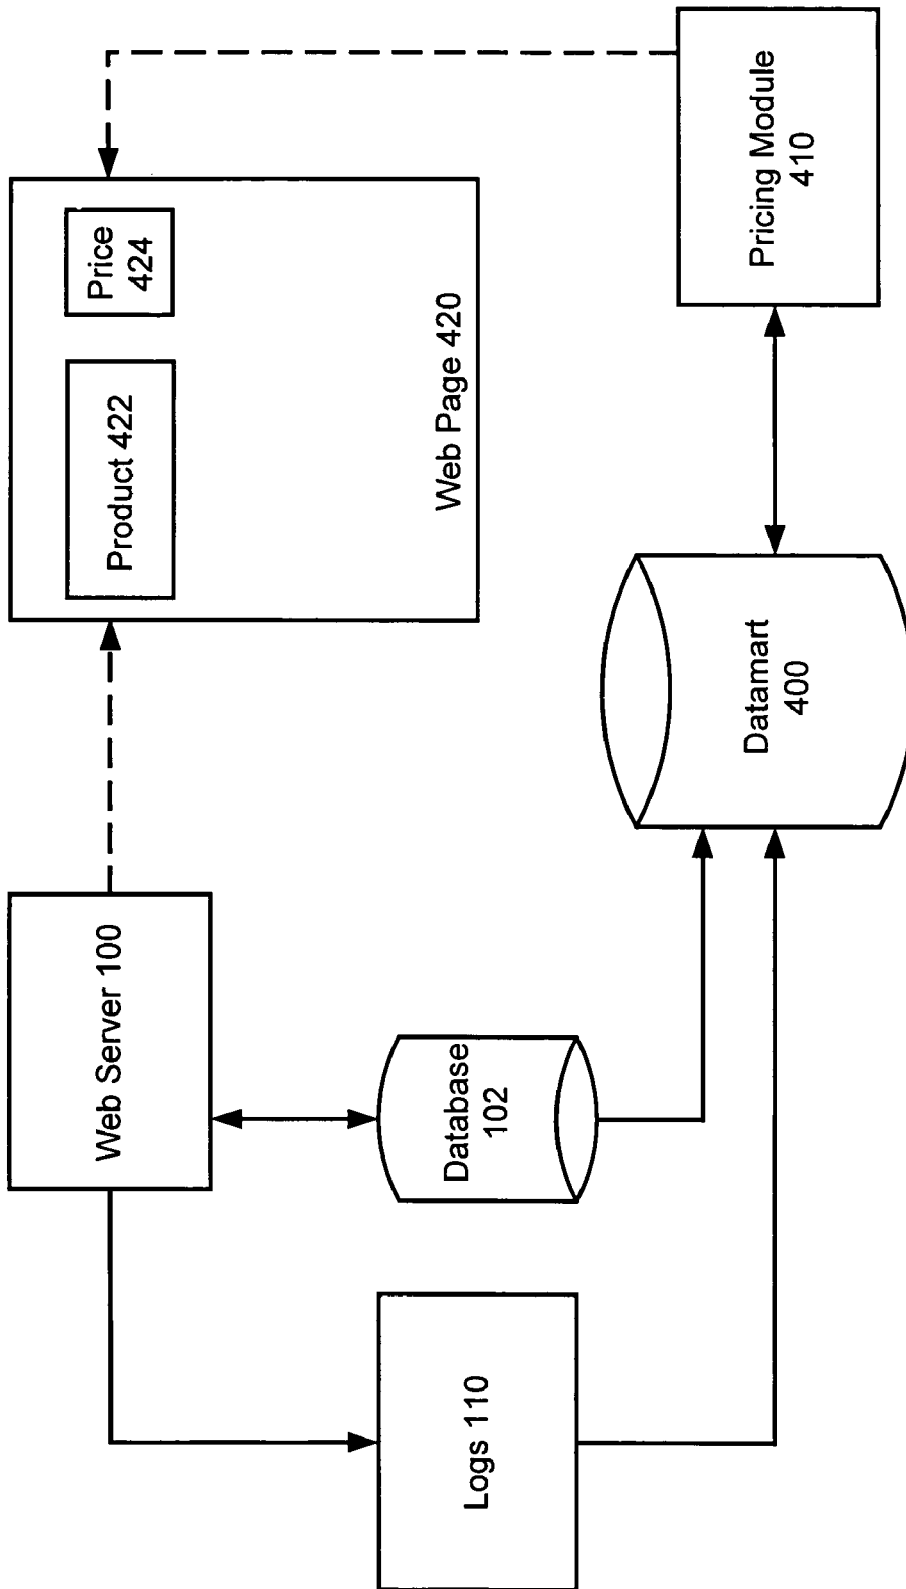 Web Server 100
Product 422
Price
424
Web Page 420
Logs 110
Database
102
Datamart
400
Pricing Module
410